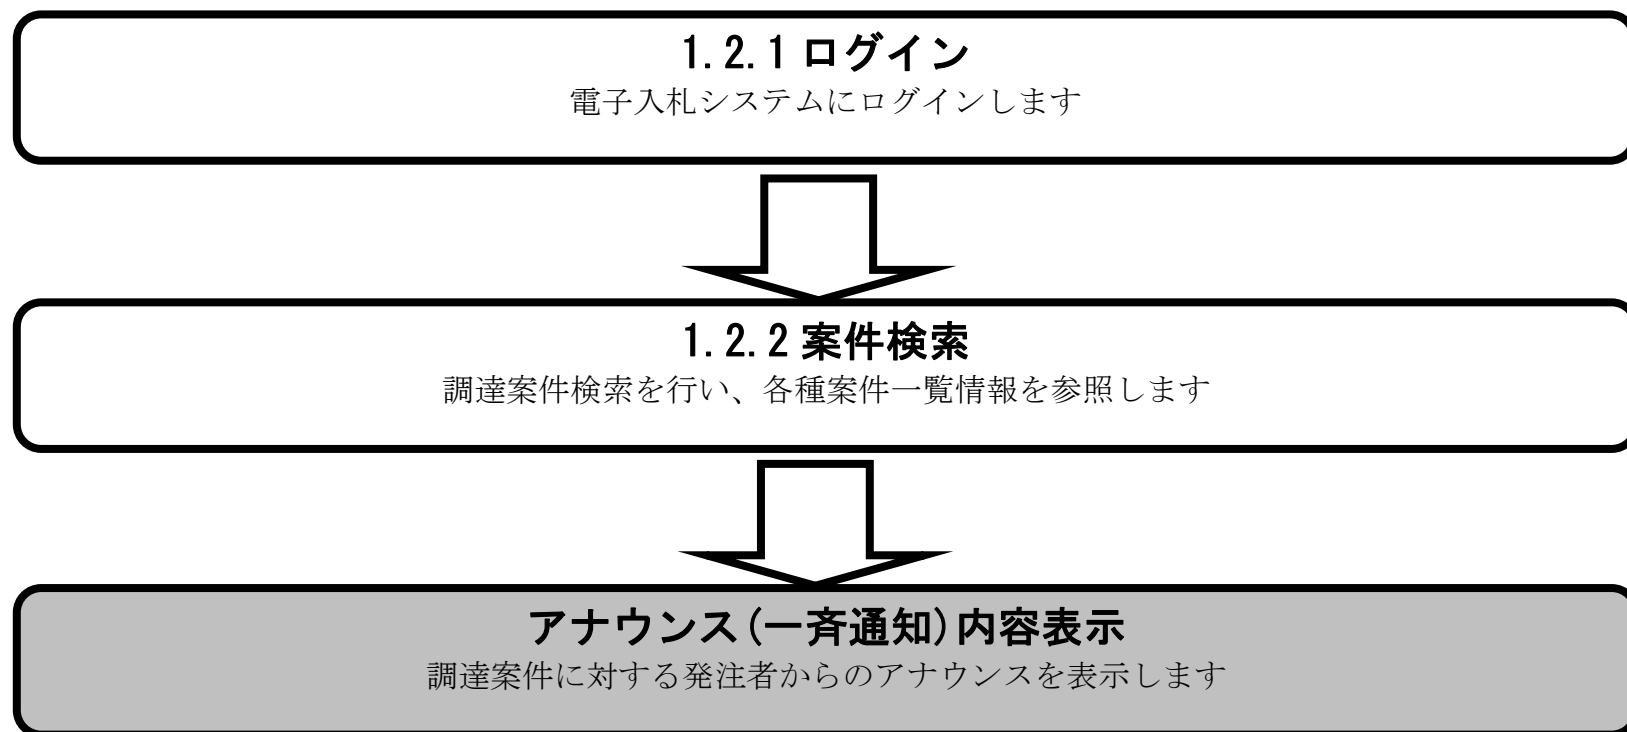 1.2.1 ログイン
電子入札システムにログインします
1.2.2 案件検索
調達案件検索を行い、各種案件一覧情報を参照します
アナウンス(一斉通知)内容表示
調達案件に対する発注者からのアナウンスを表示します